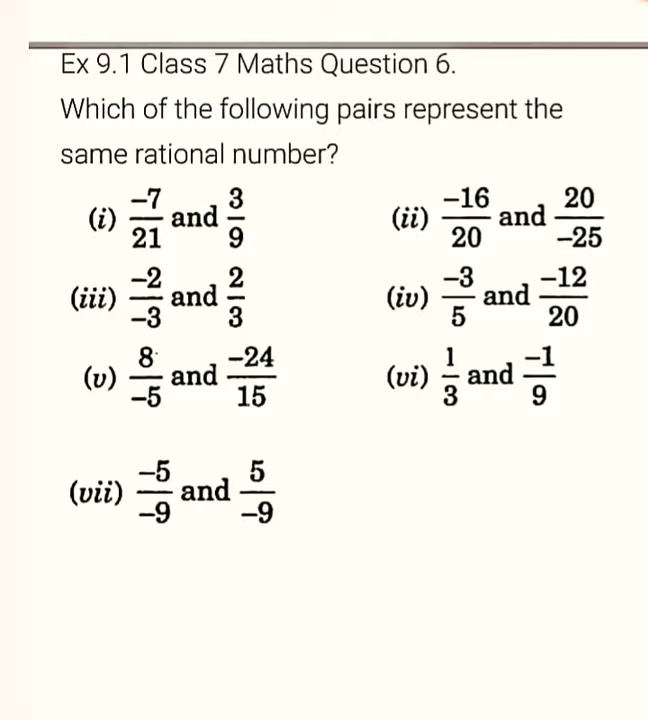 Ex 9.1 Class 7 Maths Question 6.
Which of the following pairs represent the
same rational number?
(i) -7/21 and 3/9 (ii) -16/20 and 20/-25
(iii) -2/-3 and 2/3 (iv) -3/5 and -12/20
(v) 8/-5 and -24/15 (vi) 1/3 and -1/9
(vii) -5/-9 and 5/-9